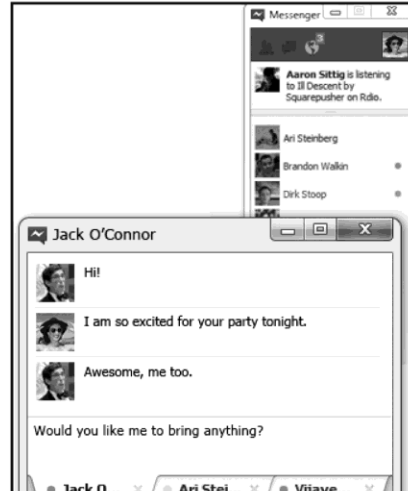 Messenger
3
Aaron Sittig is listening
to Ill Descent by
Squarepusher on Rdio.
Ari Steinberg
Brandon Walkin
Dirk Stoop
Jack O'Connor
Hi!
I am so excited for your party tonight.
Awesome, me too.
Would you like me to bring anything?
Jack O... Ari Stei... Vijaye...